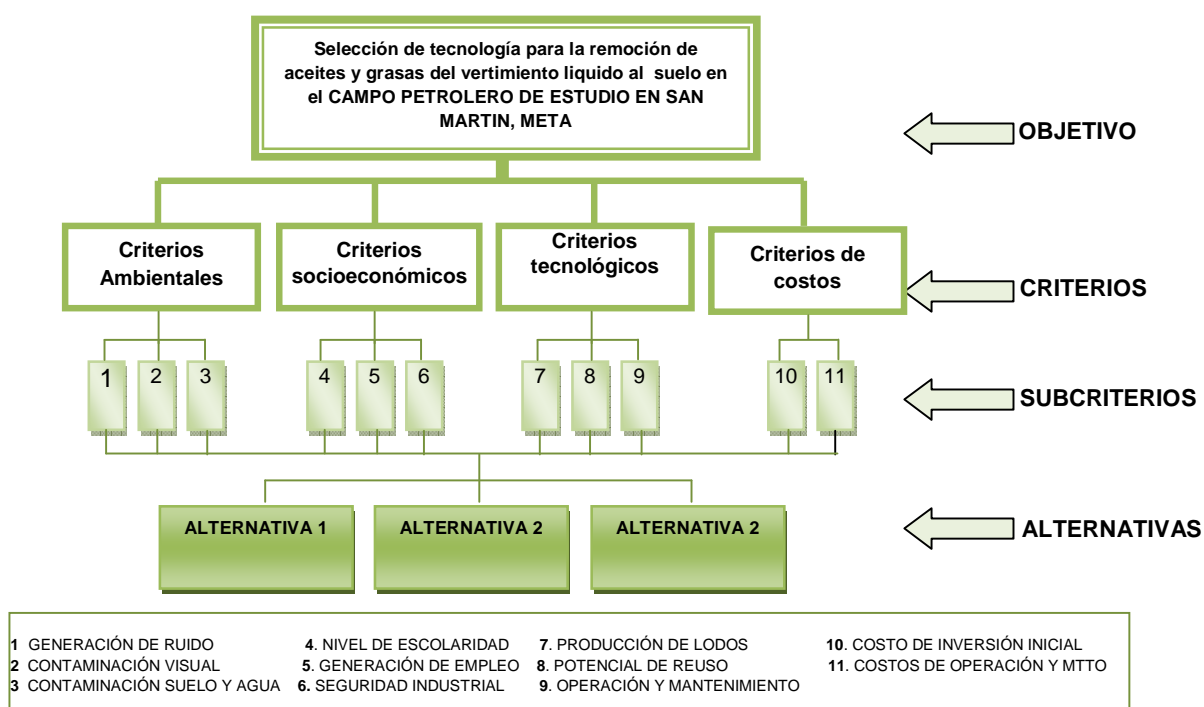 Selección de tecnología para la remoción de
aceites y grasas del vertimiento liquido al suelo en
el CAMPO PETROLERO DE ESTUDIO EN SAN
MARTIN, META
OBJETIVO
Criterios
Ambientales
Criterios
socioeconómicos
Criterios
tecnológicos
Criterios de
costos
CRITERIOS
1
2
3
4
5
6
7
8
9
10
11
SUBCRITERIOS
ALTERNATIVA 1
ALTERNATIVA 2
ALTERNATIVA 2
ALTERNATIVAS
1 GENERACIÓN DE RUIDO
2 CONTAMINACIÓN VISUAL
3 CONTAMINACIÓN SUELO Y AGUA
4. NIVEL DE ESCOLARIDAD
5. GENERACIÓN DE EMPLEO
6. SEGURIDAD INDUSTRIAL
7. PRODUCCIÓN DE LODOS
8. POTENCIAL DE REUSO
9. OPERACIÓN Y MANTENIMIENTO
10. COSTO DE INVERSIÓN INICIAL
11. COSTOS DE OPERACIÓN Y MTTO